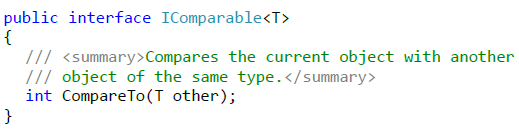 public interface IComparable<T>
{
/// <summary>Compares the current object with another
/// object of the same type.</summary>
int CompareTo(T other);
}